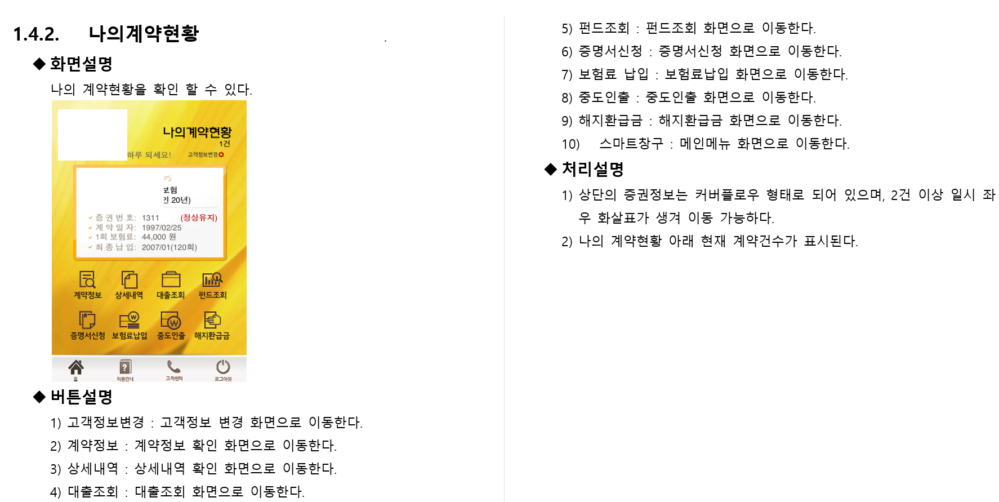 1.4.2. 나의계약현황
.
◆ 화면설명
나의 계약현황을 확인 할 수 있다.
나의계약현황
1건
하루 되세요! 고객정보변경
보험
인 20년)
증 권 번 호: 1311 (정상유지)
계 약 일 자: 1997/02/25
1회 보험료: 44,000 원
최 종 납 입: 2007/01(120회)
계약정보 상세내역 대출조회 펀드조회
증명서신청 보험료납입 중도인출 해지환급금
홈 이용안내 고객센터 로그아웃
◆ 버튼설명
1) 고객정보변경 : 고객정보 변경 화면으로 이동한다.
2) 계약정보 : 계약정보 확인 화면으로 이동한다.
3) 상세내역 : 상세내역 확인 화면으로 이동한다.
4) 대출조회 : 대출조회 화면으로 이동한다.
5) 펀드조회 : 펀드조회 화면으로 이동한다.
6) 증명서신청 : 증명서신청 화면으로 이동한다.
7) 보험료 납입 : 보험료납입 화면으로 이동한다.
8) 중도인출 : 중도인출 화면으로 이동한다.
9) 해지환급금 : 해지환급금 화면으로 이동한다.
10) 스마트창구 : 메인메뉴 화면으로 이동한다.
◆ 처리설명
1) 상단의 증권정보는 커버플로우 형태로 되어 있으며, 2건 이상 일시 좌
우 화살표가 생겨 이동 가능하다.
2) 나의 계약현황 아래 현재 계약건수가 표시된다.